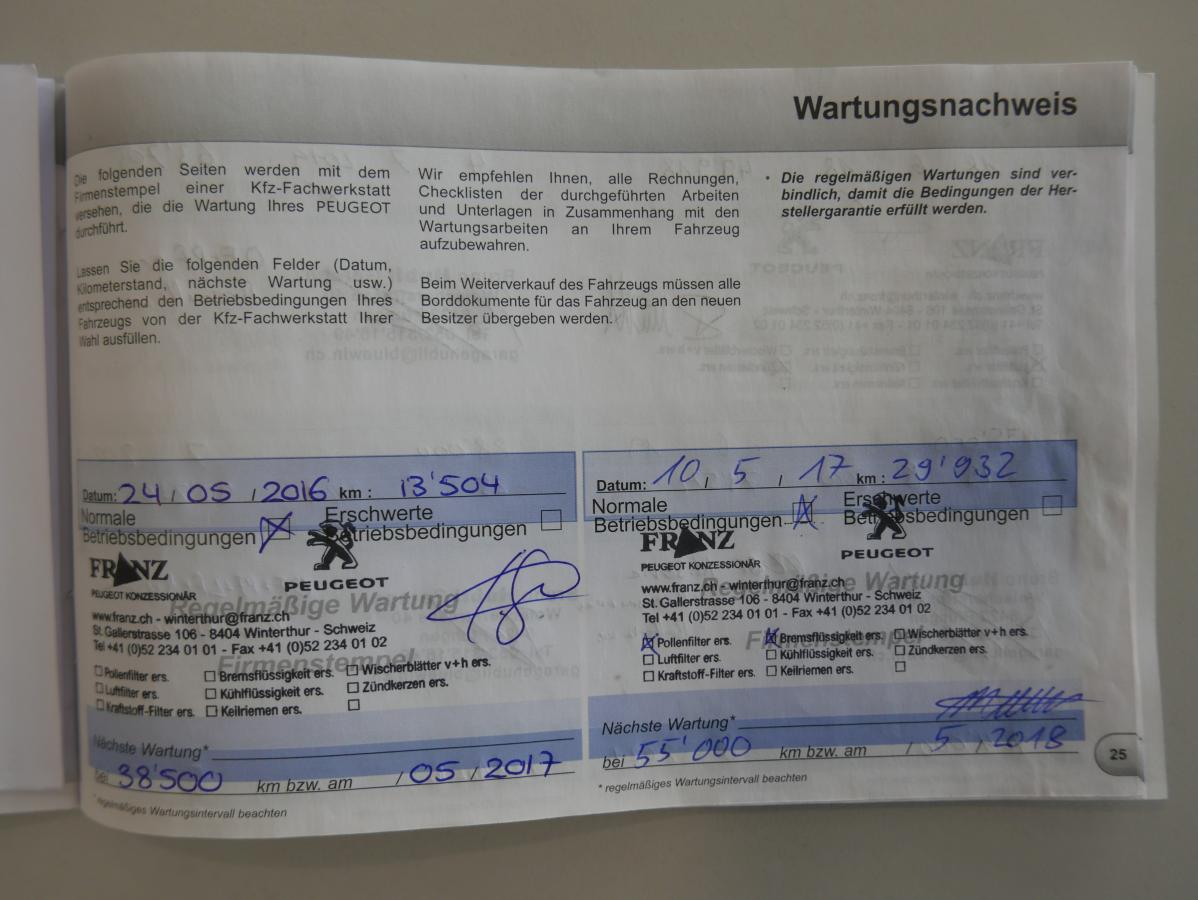 Wartungsnachweis
Die folgenden Seiten werden mit dem
Firmenstempel einer Kfz-Fachwerkstatt
versehen, die die Wartung Ihres PEUGEOT
durchführt.
Lassen Sie die folgenden Felder (Datum,
Kilometerstand, nächste Wartung usw.)
entsprechend den Betriebsbedingungen Ihres
Fahrzeugs von der Kfz-Fachwerkstatt Ihrer
Wahl ausfüllen.
Wir empfehlen Ihnen, alle Rechnungen,
Checklisten der durchgeführten Arbeiten
und Unterlagen in Zusammenhang mit den
Wartungsarbeiten an Ihrem Fahrzeug
aufzubewahren.
Beim Weiterverkauf des Fahrzeugs müssen alle
Borddokumente für das Fahrzeug an den neuen
Besitzer übergeben werden.
• Die regelmäßigen Wartungen sind ver-
bindlich, damit die Bedingungen der Her-
stellergarantie erfüllt werden.
Datum: 24 / 05 / 2016 km : 13'504
Normale Erschwerte
Betriebsbedingungen Betriebsbedingungen
FRANZ
PEUGEOT
PEUGEOT KONZESSIONÄR
Regelmäßige Wartung
www.franz.ch - winterthur@franz.ch
St. Gallerstrasse 106 - 8404 Winterthur - Schweiz
Tel +41 (0)52 234 01 01 - Fax +41 (0)52 234 01 02
Firmenstempel
Pollenfilter ers. Bremsflüssigkeit ers. Wischerblätter v+h ers.
Luftfilter ers. Kühlflüssigkeit ers. Zündkerzen ers.
Kraftstoff-Filter ers. Keilriemen ers.
Nächste Wartung*
bei 38'500 km bzw. am / 05 / 2017
* regelmäßiges Wartungsintervall beachten
Datum: 10 / 5 / 17 km : 29'932
Normale Erschwerte
Betriebsbedingungen Betriebsbedingungen
FRANZ
PEUGEOT
PEUGEOT KONZESSIONÄR
Regelmäßige Wartung
www.franz.ch - winterthur@franz.ch
St. Gallerstrasse 106 - 8404 Winterthur - Schweiz
Tel +41 (0)52 234 01 01 - Fax +41 (0)52 234 01 02
Firmenstempel
Pollenfilter ers. Bremsflüssigkeit ers. Wischerblätter v+h ers.
Luftfilter ers. Kühlflüssigkeit ers. Zündkerzen ers.
Kraftstoff-Filter ers. Keilriemen ers.
Nächste Wartung*
bei 55'000 km bzw. am / 5 / 2018
* regelmäßiges Wartungsintervall beachten
25